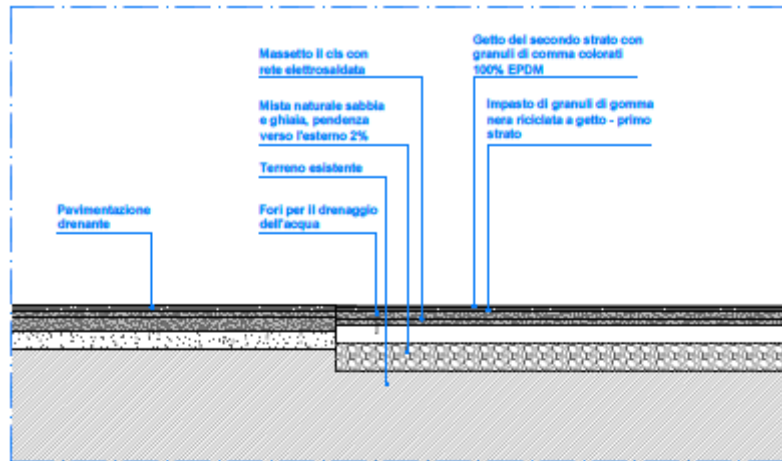 Massetto il cls con
rete elettrosaldata
Getto del secondo strato con
granuli di comma colorati
100% EPDM
Mista naturale sabbia
e ghiaia, pendenza
verso l'esterno 2%
Impasto di granuli di gomma
nera riciclata a getto - primo
strato
Terreno esistente
Pavimentazione
drenante
Fori per il drenaggio
dell'acqua